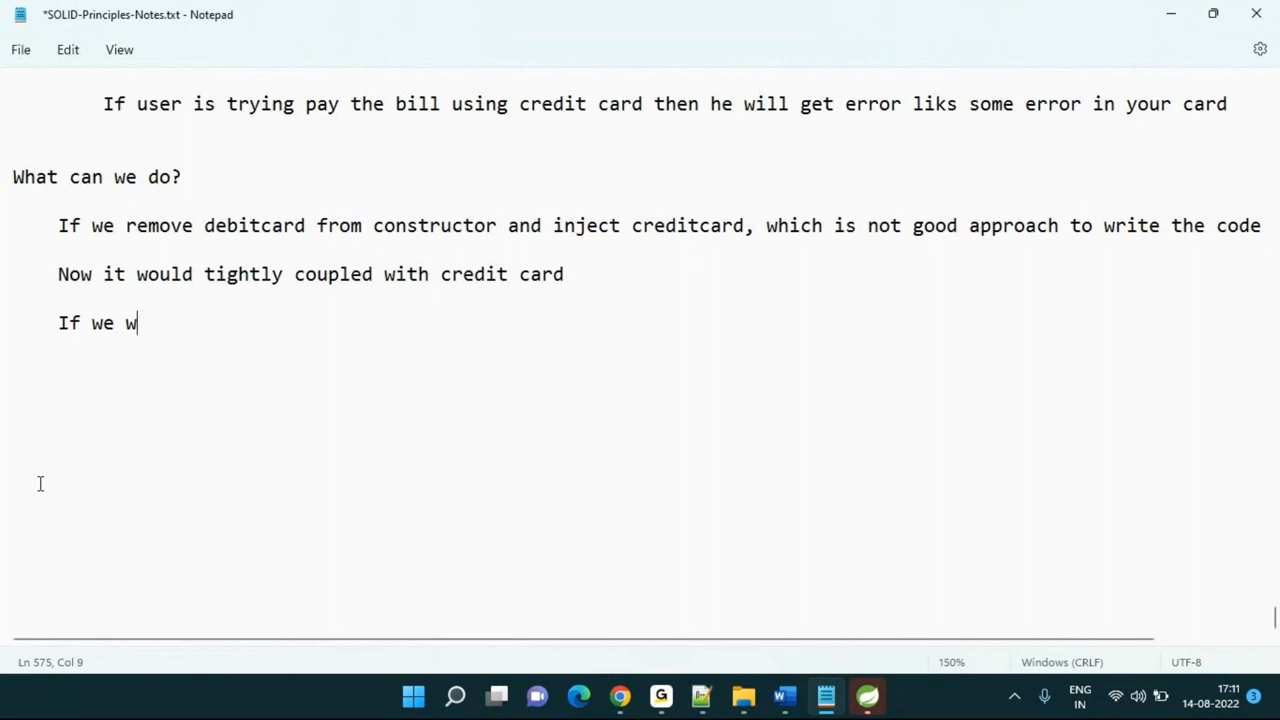 *SOLID-Principles-Notes.txt - Notepad
File Edit View
If user is trying pay the bill using credit card then he will get error liks some error in your card
What can we do?
If we remove debitcard from constructor and inject creditcard, which is not good approach to write the code
Now it would tightly coupled with credit card
If we w
Ln 575, Col 9 150% Windows (CRLF) UTF-8
ENG
IN
17:11
14-08-2022
3